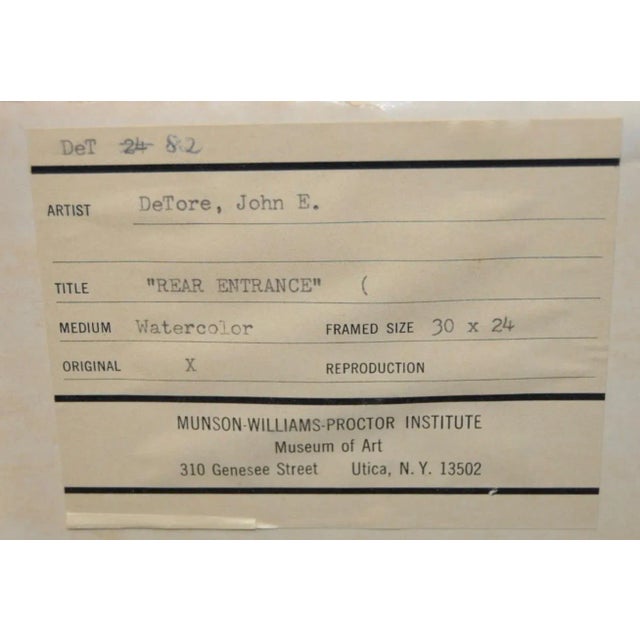 DeT 24 82
ARTIST DeTore, John E.
TITLE "REAR ENTRANCE" (
MEDIUM Watercolor FRAMED SIZE 30 x 24
ORIGINAL X REPRODUCTION
MUNSON-WILLIAMS-PROCTOR INSTITUTE
Museum of Art
310 Genesee Street Utica, N. Y. 13502